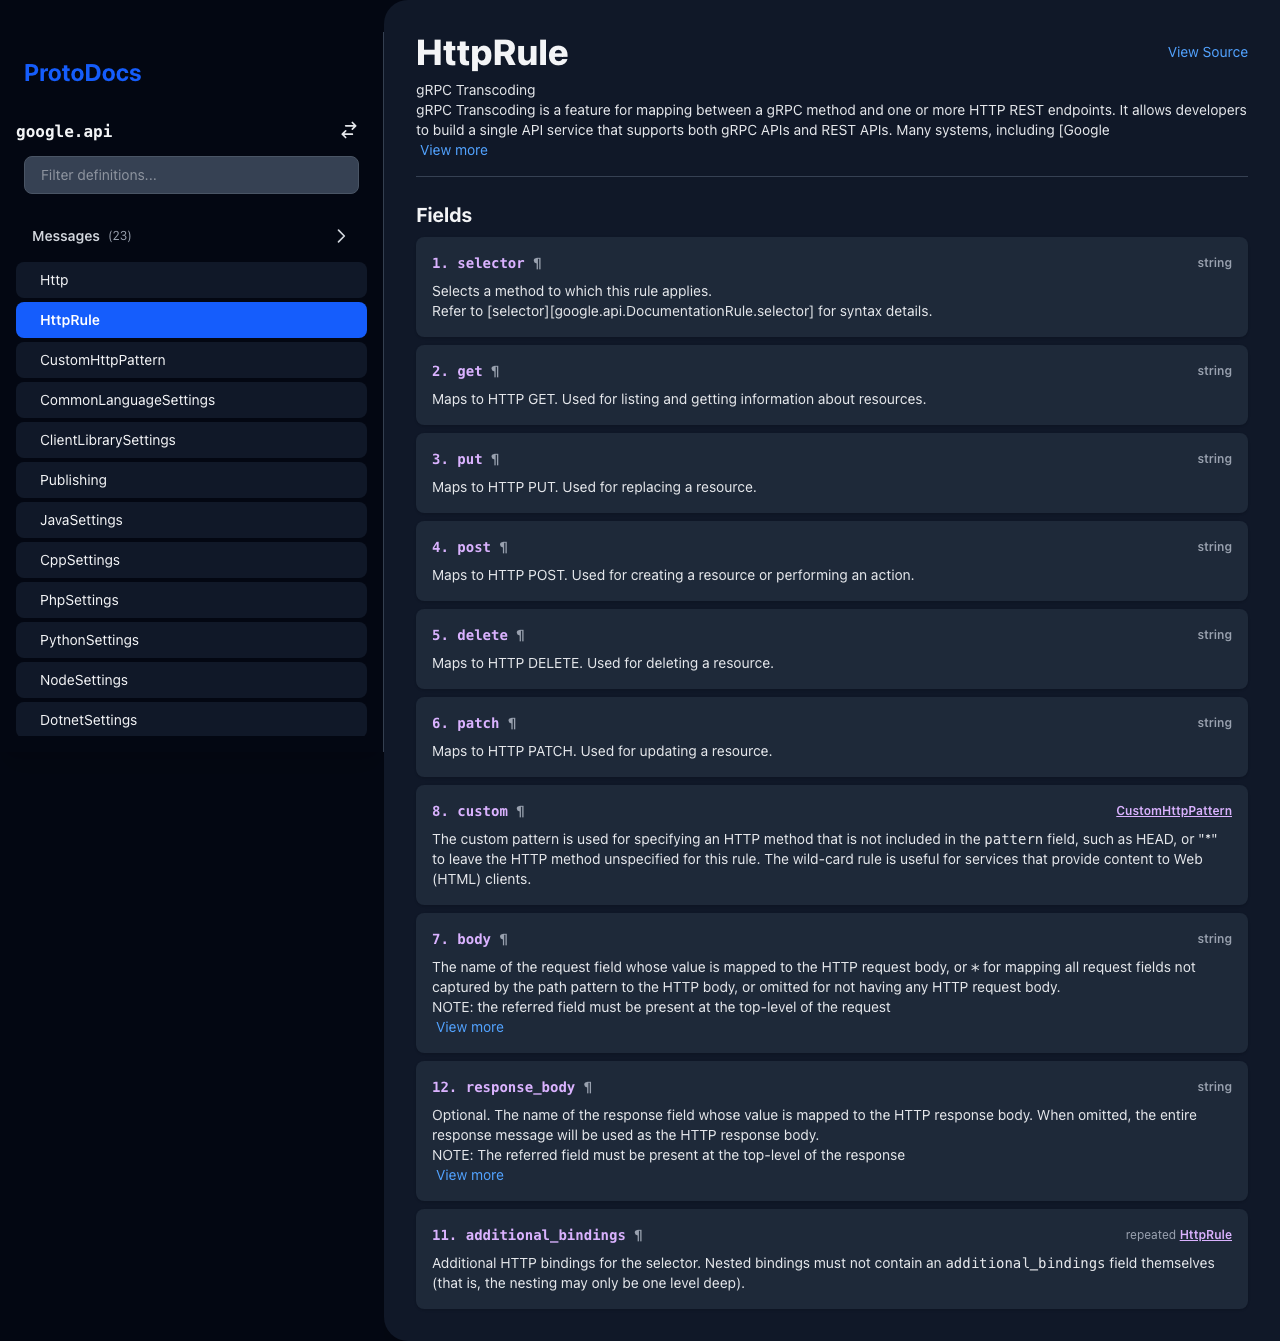 ProtoDocs
google.api
Filter definitions...
Messages (23)
Http
HttpRule
CustomHttpPattern
CommonLanguageSettings
ClientLibrarySettings
Publishing
JavaSettings
CppSettings
PhpSettings
PythonSettings
NodeSettings
DotnetSettings
HttpRule
View Source
gRPC Transcoding
gRPC Transcoding is a feature for mapping between a gRPC method and one or more HTTP REST endpoints. It allows developers
to build a single API service that supports both gRPC APIs and REST APIs. Many systems, including [Google
View more
Fields
1. selector ¶ string
Selects a method to which this rule applies.
Refer to [selector][google.api.DocumentationRule.selector] for syntax details.
2. get ¶ string
Maps to HTTP GET. Used for listing and getting information about resources.
3. put ¶ string
Maps to HTTP PUT. Used for replacing a resource.
4. post ¶ string
Maps to HTTP POST. Used for creating a resource or performing an action.
5. delete ¶ string
Maps to HTTP DELETE. Used for deleting a resource.
6. patch ¶ string
Maps to HTTP PATCH. Used for updating a resource.
8. custom ¶ CustomHttpPattern
The custom pattern is used for specifying an HTTP method that is not included in the pattern field, such as HEAD, or "*"
to leave the HTTP method unspecified for this rule. The wild-card rule is useful for services that provide content to Web
(HTML) clients.
7. body ¶ string
The name of the request field whose value is mapped to the HTTP request body, or * for mapping all request fields not
captured by the path pattern to the HTTP body, or omitted for not having any HTTP request body.
NOTE: the referred field must be present at the top-level of the request
View more
12. response_body ¶ string
Optional. The name of the response field whose value is mapped to the HTTP response body. When omitted, the entire
response message will be used as the HTTP response body.
NOTE: The referred field must be present at the top-level of the response
View more
11. additional_bindings ¶ repeated HttpRule
Additional HTTP bindings for the selector. Nested bindings must not contain an additional_bindings field themselves
(that is, the nesting may only be one level deep).